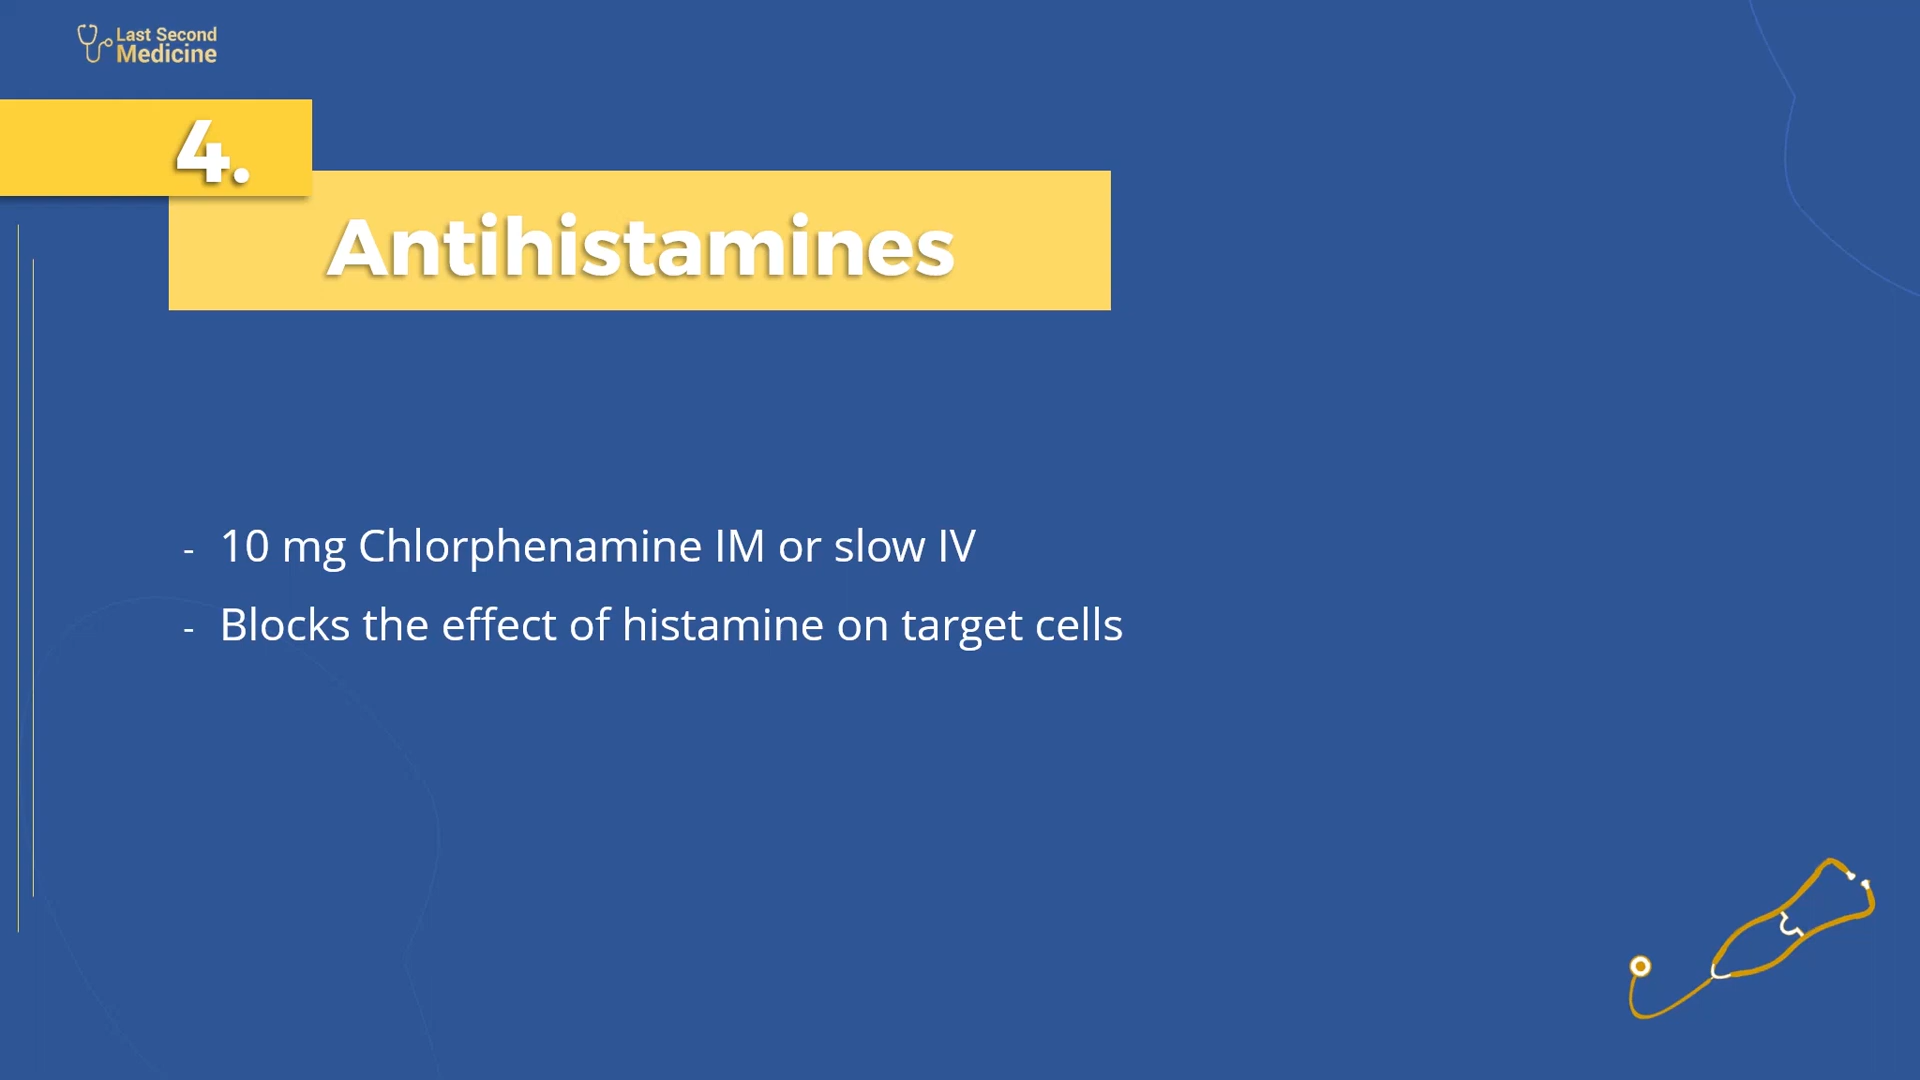 Last Second
Medicine
4.
Antihistamines
- 10 mg Chlorphenamine IM or slow IV
- Blocks the effect of histamine on target cells